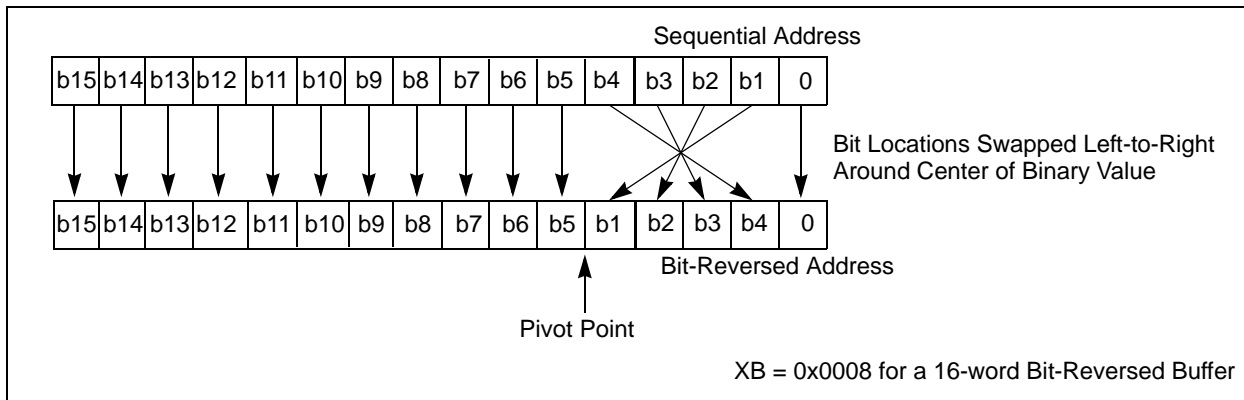 Sequential Address
b15 b14 b13 b12 b11 b10 b9 b8 b7 b6 b5 b4 b3 b2 b1 0
Bit Locations Swapped Left-to-Right
Around Center of Binary Value
b15 b14 b13 b12 b11 b10 b9 b8 b7 b6 b5 b1 b2 b3 b4 0
Bit-Reversed Address
Pivot Point
XB = 0x0008 for a 16-word Bit-Reversed Buffer